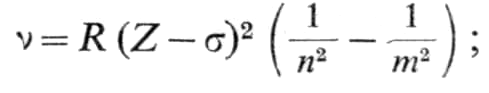 ν = R (Z − σ)² ( 1/n² − 1/m² ) ;